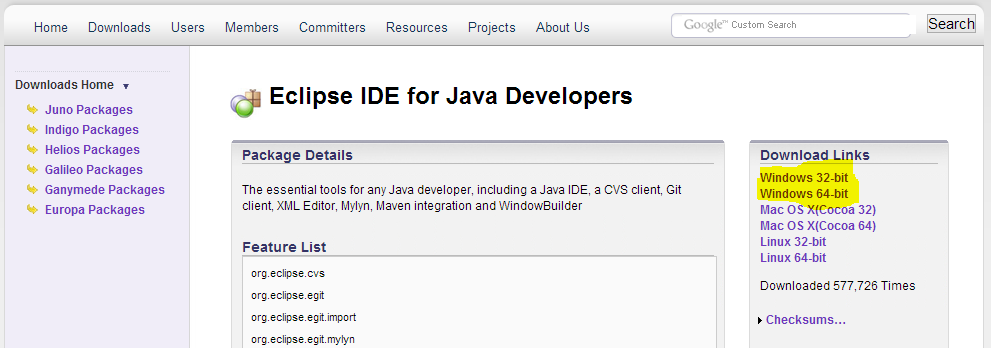 Home Downloads Users Members Committers Resources Projects About Us Google™ Custom Search Search
Downloads Home
Juno Packages
Indigo Packages
Helios Packages
Galileo Packages
Ganymede Packages
Europa Packages
Eclipse IDE for Java Developers
Package Details
The essential tools for any Java developer, including a Java IDE, a CVS client, Git
client, XML Editor, Mylyn, Maven integration and WindowBuilder
Feature List
org.eclipse.cvs
org.eclipse.egit
org.eclipse.egit.import
org.eclipse.egit.mylyn
Download Links
Windows 32-bit
Windows 64-bit
Mac OS X(Cocoa 32)
Mac OS X(Cocoa 64)
Linux 32-bit
Linux 64-bit
Downloaded 577,726 Times
Checksums...